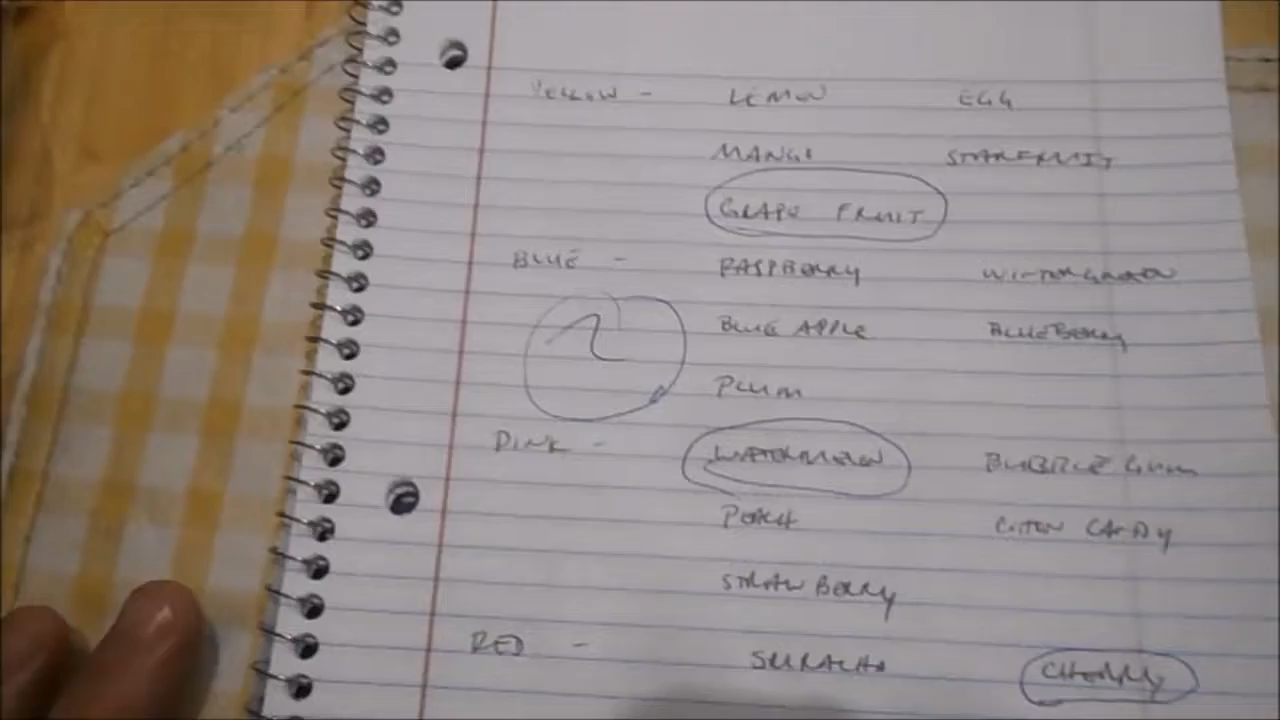 YELLOW - LEMON EGG
MANGO STARFRUIT
GRAPE FRUIT
BLUE - RASPBERRY WINTERGREEN
BLUE APPLE BLUEBERRY
PLUM
PINK - WATERMELON BUBBLE GUM
PEACH COTTON CANDY
STRAWBERRY
RED - SRIRACHA CHERRY